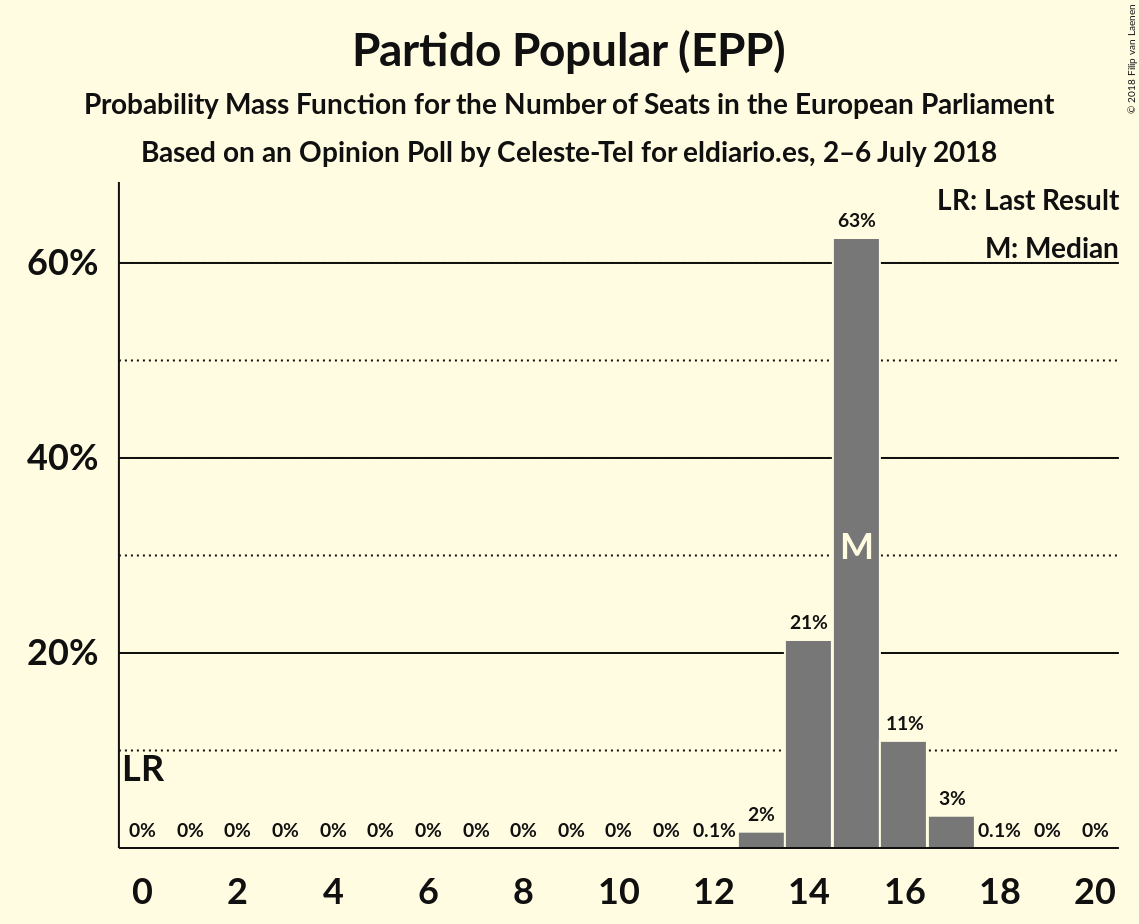 Partido Popular (EPP)
Probability Mass Function for the Number of Seats in the European Parliament
Based on an Opinion Poll by Celeste-Tel for eldiario.es, 2–6 July 2018
© 2018 Filip van Laenen
LR: Last Result
M: Median
60%
40%
20%
63%
M
21%
11%
LR
3%
2%
0% 0% 0% 0% 0% 0% 0% 0% 0% 0% 0% 0% 0.1% 0.1% 0% 0%
0 2 4 6 8 10 12 14 16 18 20